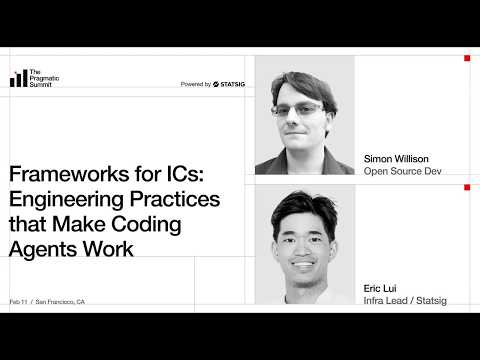 The
Pragmatic
Summit
Powered by STATSIG
Frameworks for ICs:
Engineering Practices
that Make Coding
Agents Work
Feb 11 / San Francisco, CA
Simon Willison
Open Source Dev
Eric Lui
Infra Lead / Statsig